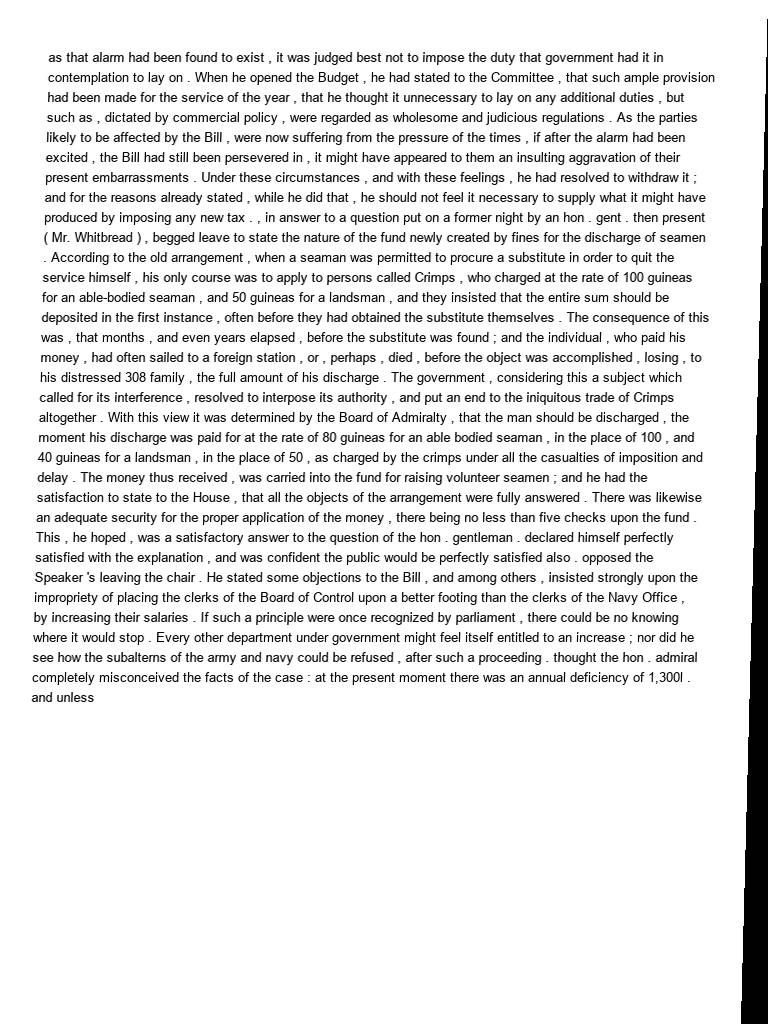 as that alarm had been found to exist , it was judged best not to impose the duty that government had it in
contemplation to lay on . When he opened the Budget , he had stated to the Committee , that such ample provision
had been made for the service of the year , that he thought it unnecessary to lay on any additional duties , but
such as , dictated by commercial policy , were regarded as wholesome and judicious regulations . As the parties
likely to be affected by the Bill , were now suffering from the pressure of the times , if after the alarm had been
excited , the Bill had still been persevered in , it might have appeared to them an insulting aggravation of their
present embarrassments . Under these circumstances , and with these feelings , he had resolved to withdraw it ;
and for the reasons already stated , while he did that , he should not feel it necessary to supply what it might have
produced by imposing any new tax . , in answer to a question put on a former night by an hon . gent . then present
( Mr. Whitbread ) , begged leave to state the nature of the fund newly created by fines for the discharge of seamen
. According to the old arrangement , when a seaman was permitted to procure a substitute in order to quit the
service himself , his only course was to apply to persons called Crimps , who charged at the rate of 100 guineas
for an able-bodied seaman , and 50 guineas for a landsman , and they insisted that the entire sum should be
deposited in the first instance , often before they had obtained the substitute themselves . The consequence of this
was , that months , and even years elapsed , before the substitute was found ; and the individual , who paid his
money , had often sailed to a foreign station , or , perhaps , died , before the object was accomplished , losing , to
his distressed 308 family , the full amount of his discharge . The government , considering this a subject which
called for its interference , resolved to interpose its authority , and put an end to the iniquitous trade of Crimps
altogether . With this view it was determined by the Board of Admiralty , that the man should be discharged , the
moment his discharge was paid for at the rate of 80 guineas for an able bodied seaman , in the place of 100 , and
40 guineas for a landsman , in the place of 50 , as charged by the crimps under all the casualties of imposition and
delay . The money thus received , was carried into the fund for raising volunteer seamen ; and he had the
satisfaction to state to the House , that all the objects of the arrangement were fully answered . There was likewise
an adequate security for the proper application of the money , there being no less than five checks upon the fund .
This , he hoped , was a satisfactory answer to the question of the hon . gentleman . declared himself perfectly
satisfied with the explanation , and was confident the public would be perfectly satisfied also . opposed the
Speaker 's leaving the chair . He stated some objections to the Bill , and among others , insisted strongly upon the
impropriety of placing the clerks of the Board of Control upon a better footing than the clerks of the Navy Office ,
by increasing their salaries . If such a principle were once recognized by parliament , there could be no knowing
where it would stop . Every other department under government might feel itself entitled to an increase ; nor did he
see how the subalterns of the army and navy could be refused , after such a proceeding . thought the hon . admiral
completely misconceived the facts of the case : at the present moment there was an annual deficiency of 1,300l .
and unless